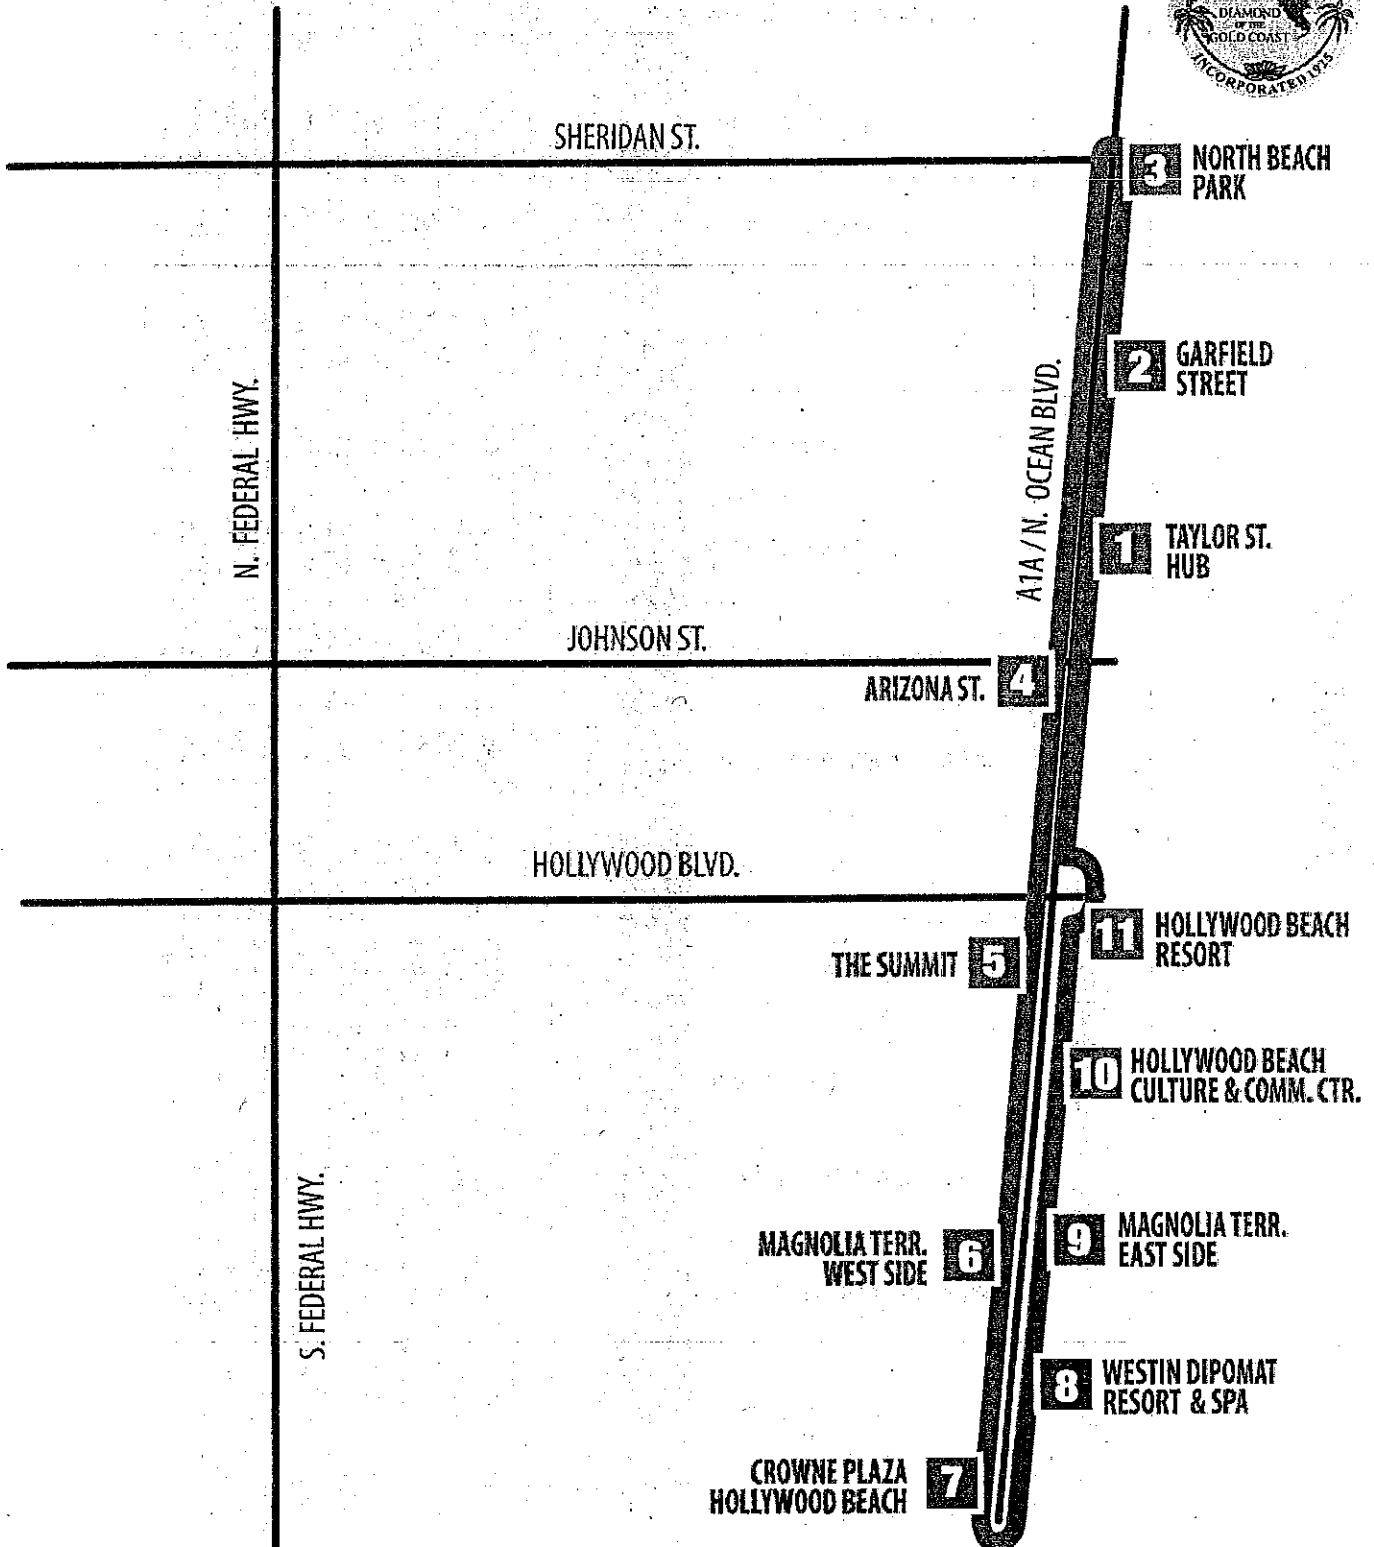 DIAMOND
OF THE
GOLD COAST
INCORPORATED 1925
SHERIDAN ST.
3 NORTH BEACH
PARK
2 GARFIELD
STREET
N. FEDERAL HWY.
A1A / N. OCEAN BLVD.
1 TAYLOR ST.
HUB
JOHNSON ST.
ARIZONA ST. 4
HOLLYWOOD BLVD.
11 HOLLYWOOD BEACH
RESORT
THE SUMMIT 5
10 HOLLYWOOD BEACH
CULTURE & COMM. CTR.
S. FEDERAL HWY.
MAGNOLIA TERR.
WEST SIDE 6
9 MAGNOLIA TERR.
EAST SIDE
8 WESTIN DIPOMAT
RESORT & SPA
CROWNE PLAZA
HOLLYWOOD BEACH 7